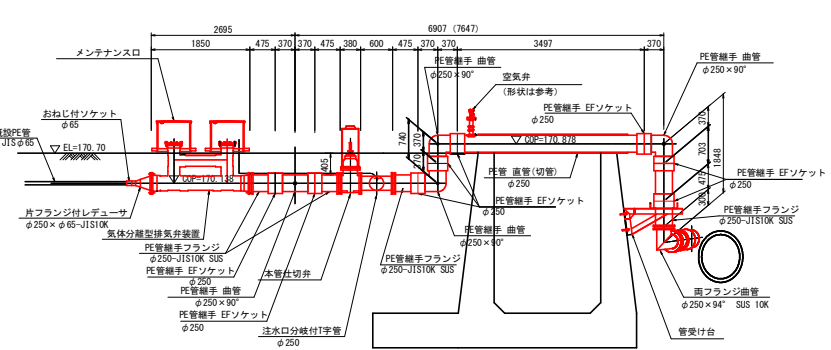 2695
6907 (7647)
1850
475
370
370
475
380
600
475
370
370
3497
370
メンテナンス口
PE管継手 曲管
φ250×90°
空気弁
(形状は参考)
PE管継手 曲管
φ250×90°
おねじ付ソケット
φ65
PE管継手 EFソケット
φ250
既設PE管
JISφ65
EL=170.70
COP=170.138
405
740
370
370
COP=170.878
370
703
475
300
1848
PE管 直管(切管)
φ250
PE管継手 EFソケット
φ250
PE管継手 EFソケット
φ250
片フランジ付レデューサ
φ250×φ65-JIS10K
気体分離型排気弁装置
PE管継手フランジ
φ250-JIS10K SUS
PE管継手 EFソケット
φ250
PE管継手 曲管
φ250×90°
PE管継手 EFソケット
φ250
本管仕切弁
注水口分岐付T字管
φ250
PE管継手フランジ
φ250-JIS10K SUS
PE管継手 曲管
φ250×90°
PE管継手フランジ
φ250-JIS10K SUS
両フランジ曲管
φ250×94° SUS 10K
管受け台